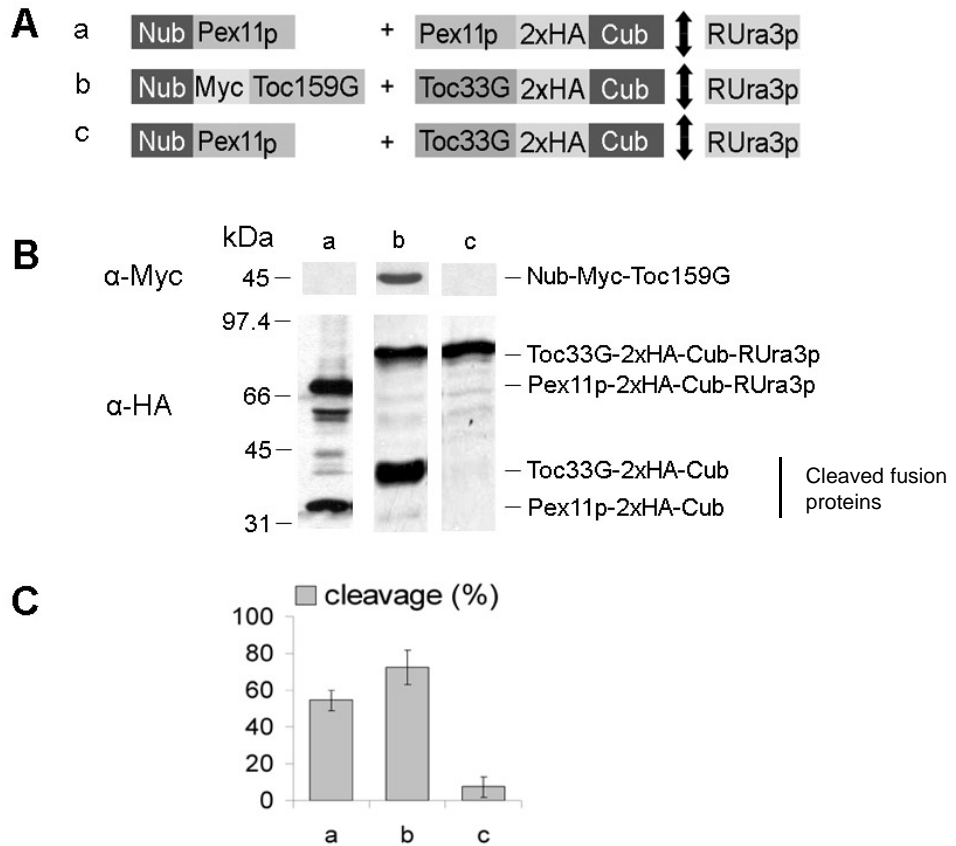 A
a Nub Pex11p + Pex11p 2xHA Cub RUra3p
b Nub Myc Toc159G + Toc33G 2xHA Cub RUra3p
c Nub Pex11p + Toc33G 2xHA Cub RUra3p
B
kDa a b c
α-Myc 45 Nub-Myc-Toc159G
97.4
Toc33G-2xHA-Cub-RUra3p
Pex11p-2xHA-Cub-RUra3p
66
α-HA
45
Toc33G-2xHA-Cub
Cleaved fusion
proteins
Pex11p-2xHA-Cub
31
C
cleavage (%)
100
80
60
40
20
0
a b c